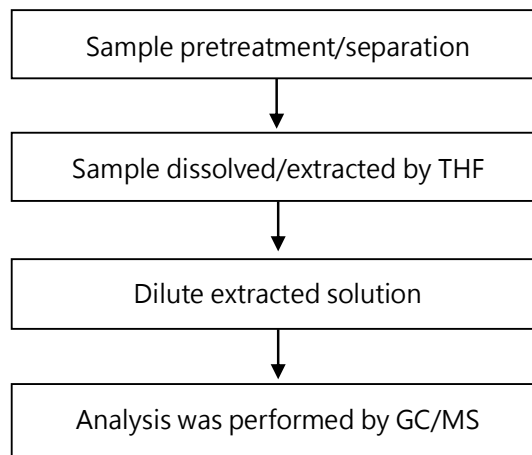 Sample pretreatment/separation
Sample dissolved/extracted by THF
Dilute extracted solution
Analysis was performed by GC/MS